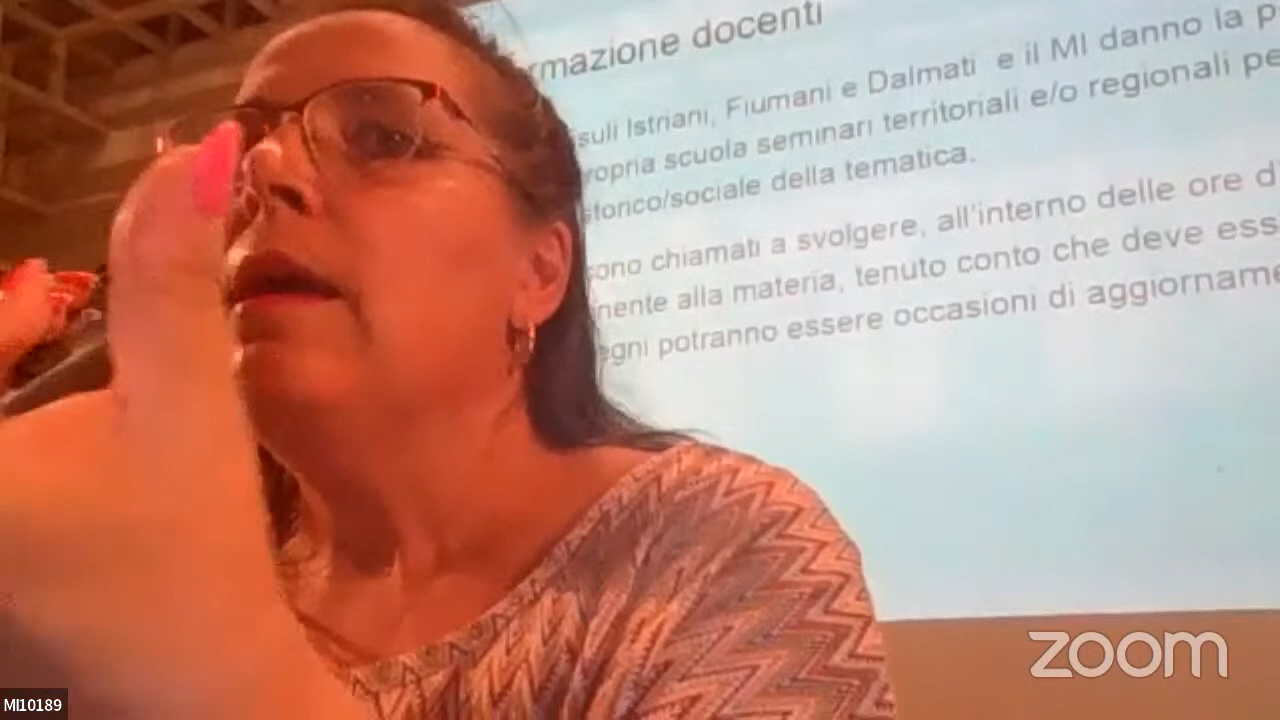 rmazione docenti
suli Istriani, Fiumani e Dalmati e il MI danno la p
ropria scuola seminari territoriali e/o regionali pe
storico/sociale della tematica.
sono chiamati a svolgere, all'interno delle ore d
nente alla materia, tenuto conto che deve ess
egni potranno essere occasioni di aggiorname
zoom
MI10189